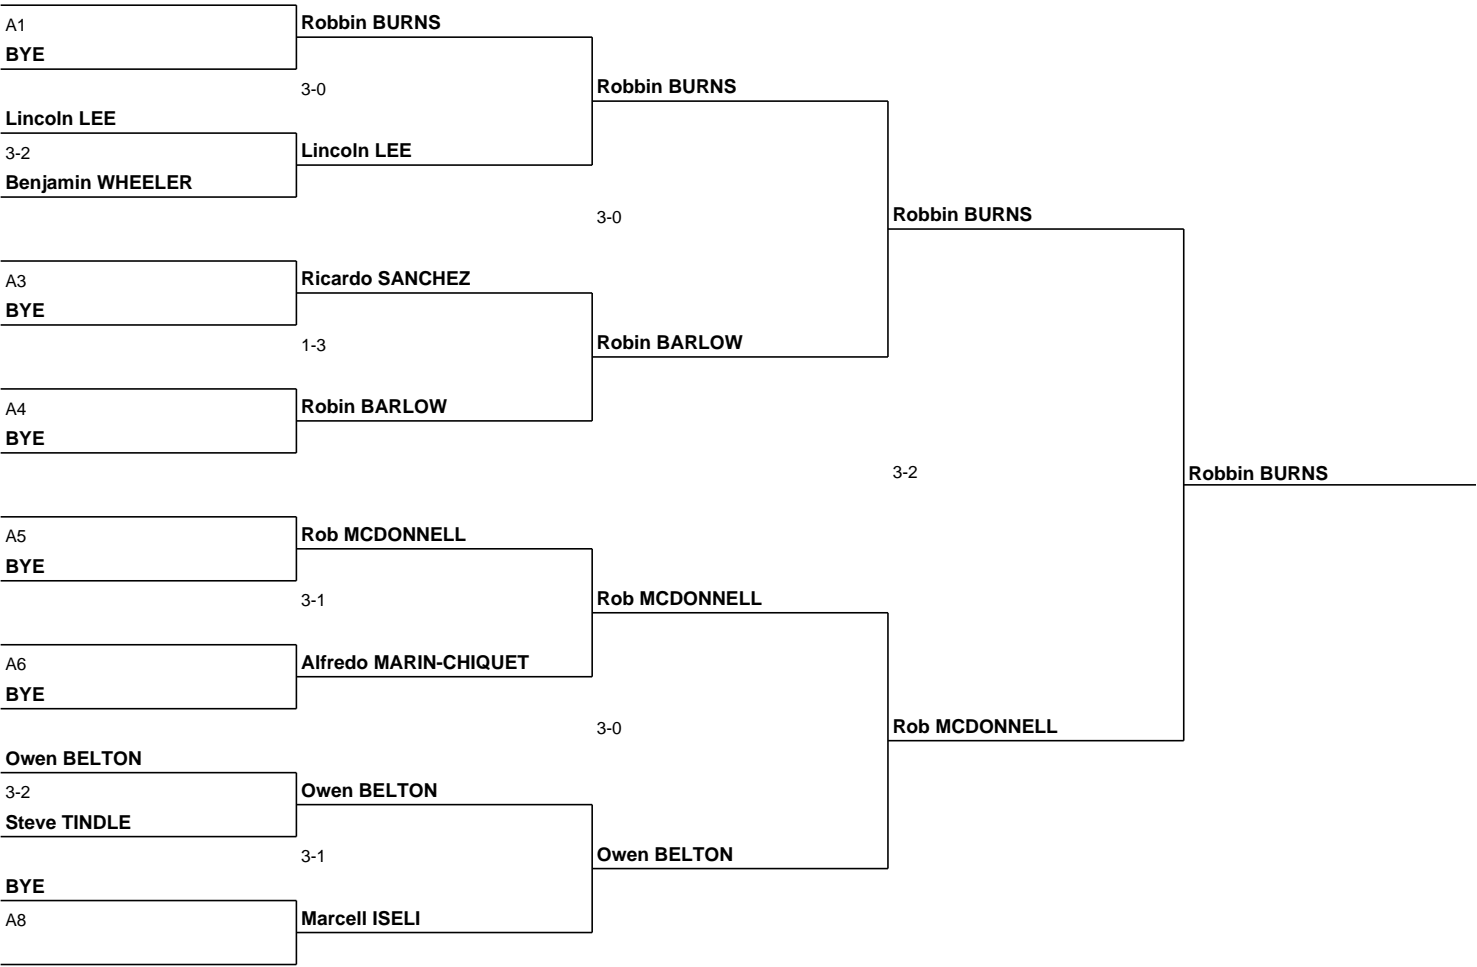 A1
BYE
Lincoln LEE
3-2
Benjamin WHEELER
A3
BYE
A4
BYE
A5
BYE
A6
BYE
Owen BELTON
3-2
Steve TINDLE
BYE
A8
Robbin BURNS
3-0
Lincoln LEE
Ricardo SANCHEZ
1-3
Robin BARLOW
Rob MCDONNELL
3-1
Alfredo MARIN-CHIQUET
Owen BELTON
3-1
Marcell ISELI
Robbin BURNS
3-0
Robin BARLOW
Rob MCDONNELL
3-0
Owen BELTON
Robbin BURNS
3-2
Rob MCDONNELL
Robbin BURNS